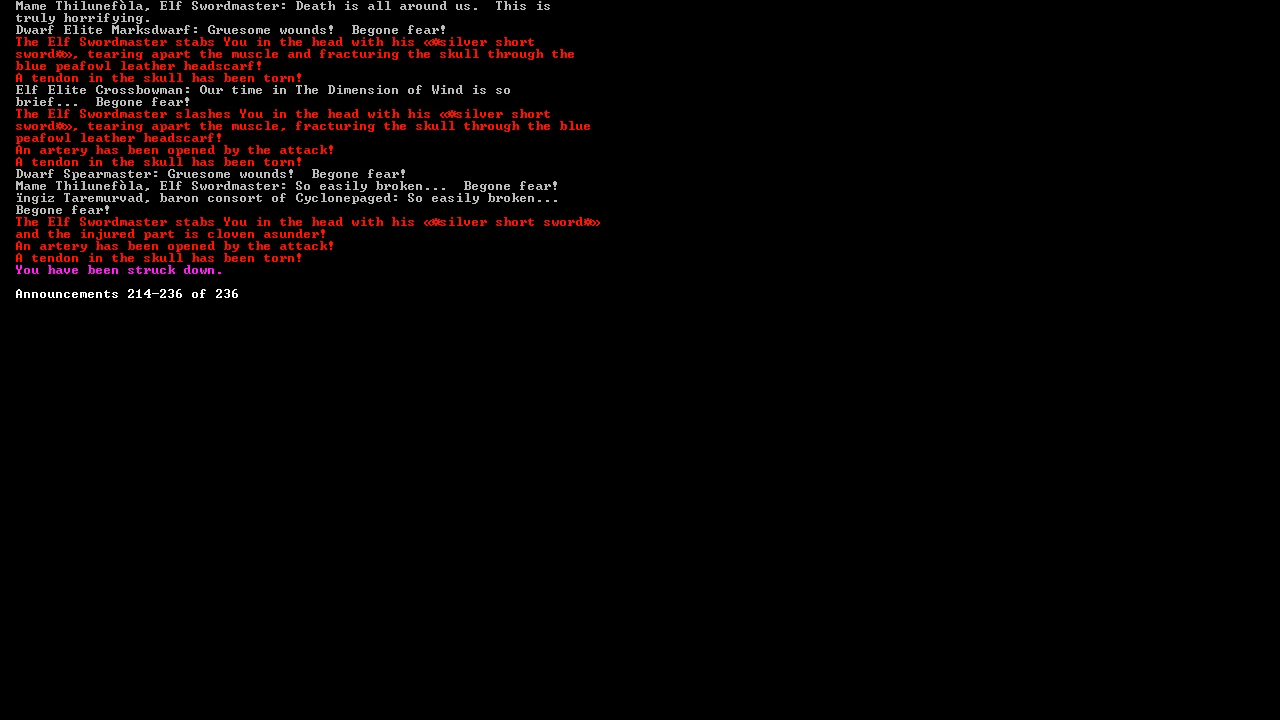 Mame Thilunefòla, Elf Swordmaster: Death is all around us.  This is
truly horrifying.
Dwarf Elite Marksdwarf: Gruesome wounds!  Begone fear!
The Elf Swordmaster stabs You in the head with his «☼silver short
sword☼», tearing apart the muscle and fracturing the skull through the
blue peafowl leather headscarf!
A tendon in the skull has been torn!
Elf Elite Crossbowman: Our time in The Dimension of Wind is so
brief...  Begone fear!
The Elf Swordmaster slashes You in the head with his «☼silver short
sword☼», tearing apart the muscle, fracturing the skull through the blue
peafowl leather headscarf!
An artery has been opened by the attack!
A tendon in the skull has been torn!
Dwarf Spearmaster: Gruesome wounds!  Begone fear!
Mame Thilunefòla, Elf Swordmaster: So easily broken...  Begone fear!
ïngiz Taremurvad, baron consort of Cyclonepaged: So easily broken...
Begone fear!
The Elf Swordmaster stabs You in the head with his «☼silver short sword☼»
and the injured part is cloven asunder!
An artery has been opened by the attack!
A tendon in the skull has been torn!
You have been struck down.
Announcements 214-236 of 236